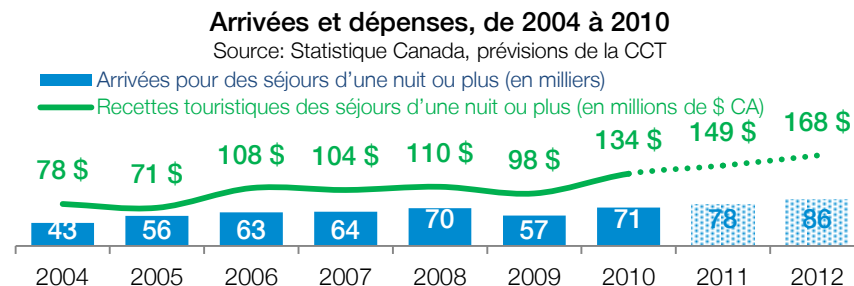 Arrivées et dépenses, de 2004 à 2010
Source: Statistique Canada, prévisions de la CCT
Arrivées pour des séjours d'une nuit ou plus (en milliers)
Recettes touristiques des séjours d'une nuit ou plus (en millions de $ CA)
78 $ 71 $ 108 $ 104 $ 110 $ 98 $ 134 $ 149 $ 168 $
43 56 63 64 70 57 71 78 86
2004 2005 2006 2007 2008 2009 2010 2011 2012